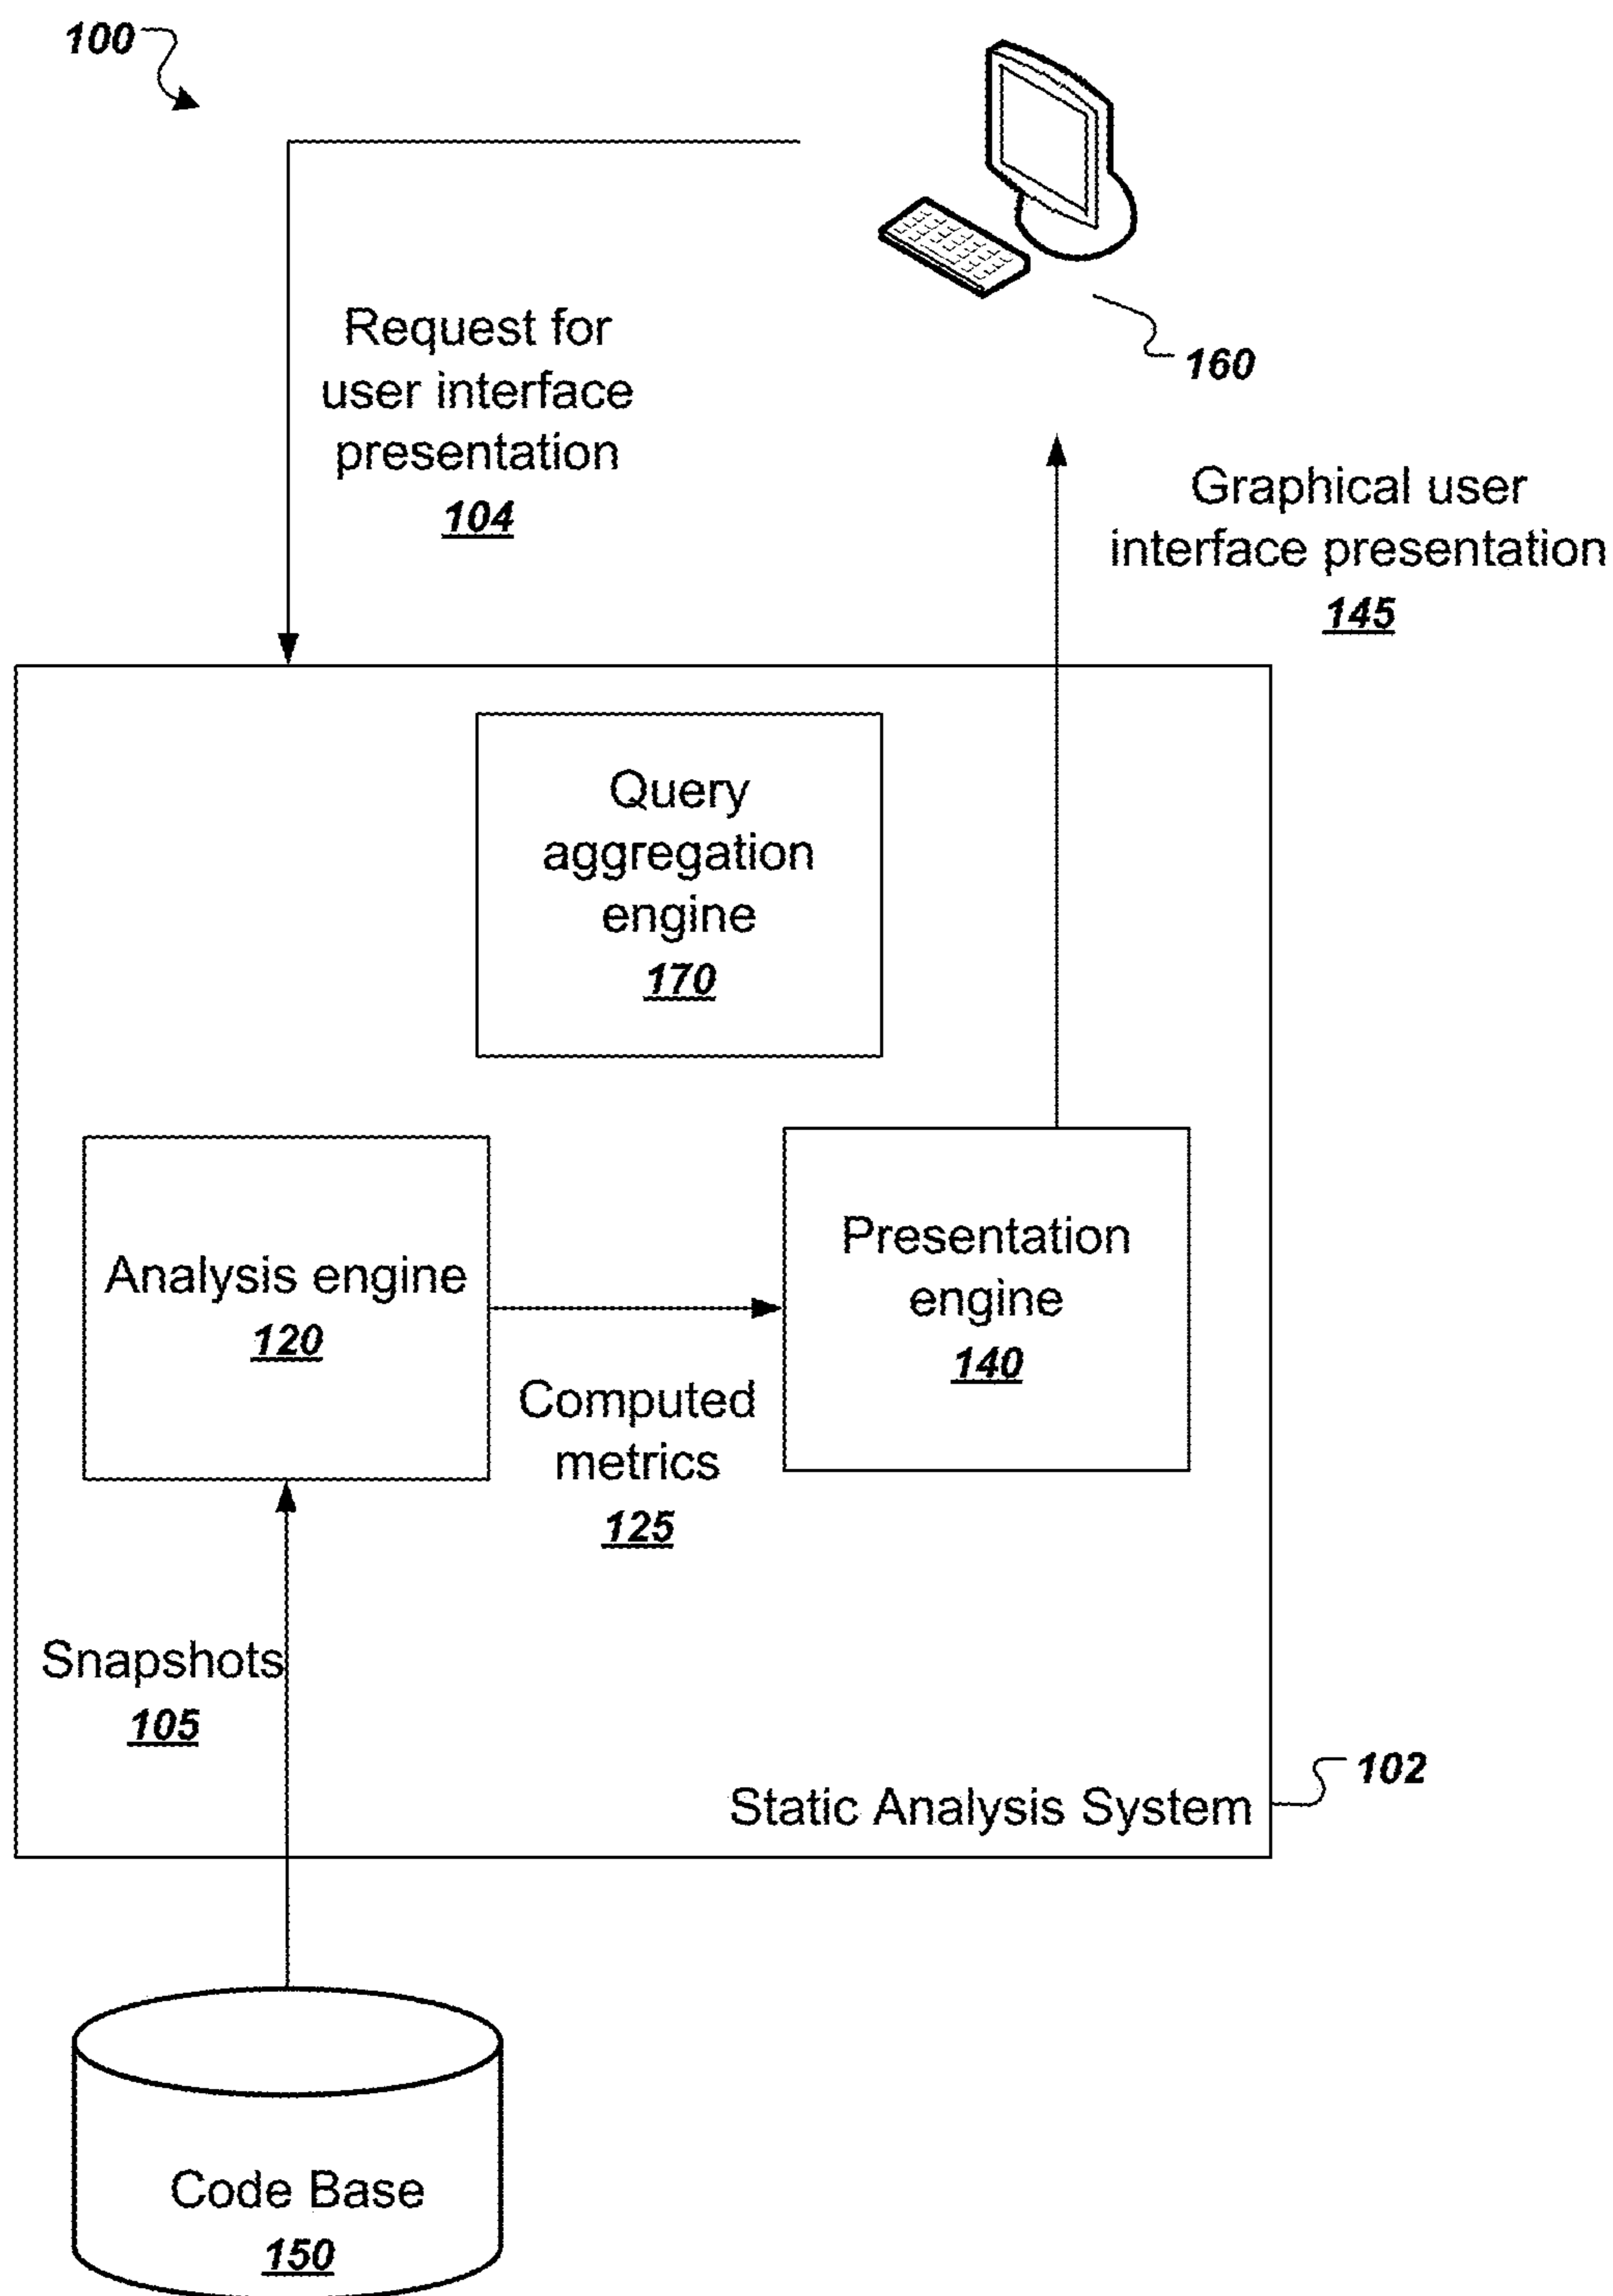 100
Request for
user interface
presentation
104
160
Graphical user
interface presentation
145
Query
aggregation
engine
170
Analysis engine
120
Computed
metrics
125
Presentation
engine
140
Snapshots
105
102
Static Analysis System
Code Base
150